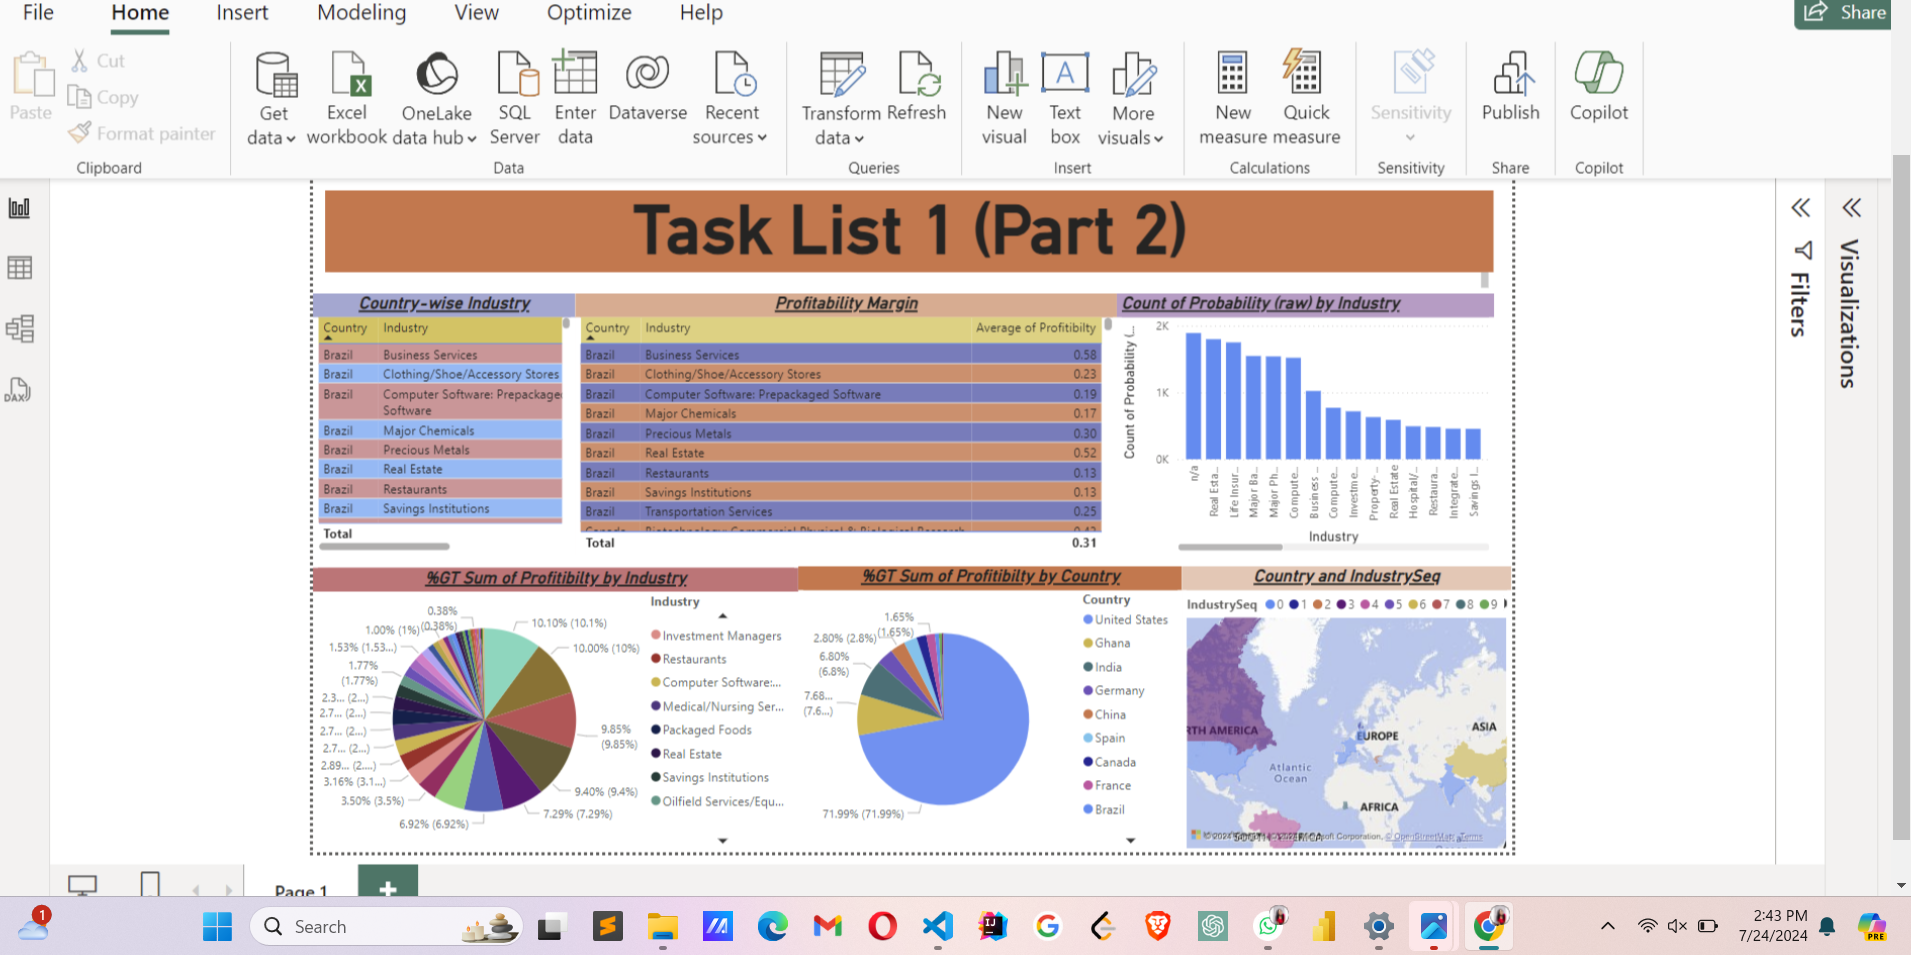 File Home Insert Modeling View Optimize Help Share
Paste
Cut
Copy
Format painter
Clipboard
Get data
Excel workbook
OneLake data hub
SQL Server
Enter data
Dataverse
Recent sources
Data
Transform data
Refresh
Queries
New visual
Text box
More visuals
Insert
New measure
Quick measure
Calculations
Sensitivity
Sensitivity
Publish
Share
Copilot
Copilot
DAX
Filters
Visualizations
Task List 1 (Part 2)
Country-wise Industry
Country Industry
Brazil Business Services
Brazil Clothing/Shoe/Accessory Stores
Brazil Computer Software: Prepackage
Software
Brazil Major Chemicals
Brazil Precious Metals
Brazil Real Estate
Brazil Restaurants
Brazil Savings Institutions
Total
Profitability Margin
Country Industry Average of Profitibilty
Brazil Business Services 0.58
Brazil Clothing/Shoe/Accessory Stores 0.23
Brazil Computer Software: Prepackaged Software 0.19
Brazil Major Chemicals 0.17
Brazil Precious Metals 0.30
Brazil Real Estate 0.52
Brazil Restaurants 0.13
Brazil Savings Institutions 0.13
Brazil Transportation Services 0.25
Total 0.31
Count of Probability (raw) by Industry
Count of Probability (...
2K
1K
0K
n/a
Real Esta...
Life Insur...
Major Ba...
Major Ph...
Compute...
Business ...
Compute...
Investme...
Property-...
Real Estate
Hospital/...
Restaura...
Integrate...
Savings I...
Industry
%GT Sum of Profitibilty by Industry
0.38%
(0.38%)
1.00% (1%)
1.53% (1.53...)
1.77%
(1.77%)
2.3... (2...)
2.7... (2...)
2.7... (2...)
2.7... (2...)
2.89... (2....)
3.16% (3.1...)
3.50% (3.5%)
6.92% (6.92%)
10.10% (10.1%)
10.00% (10%)
9.85%
(9.85%)
9.40% (9.4%)
7.29% (7.29%)
Industry
Investment Managers
Restaurants
Computer Software:...
Medical/Nursing Ser...
Packaged Foods
Real Estate
Savings Institutions
Oilfield Services/Equ...
%GT Sum of Profitibilty by Country
1.65%
(1.65%)
2.80% (2.8%)
6.80%
(6.8%)
7.68...
(7.6...)
71.99% (71.99%)
Country
United States
Ghana
India
Germany
China
Spain
Canada
France
Brazil
Country and IndustrySeq
IndustrySeq 0 1 2 3 4 5 6 7 8 9
RTH AMERICA
EUROPE
ASIA
Atlantic
Ocean
AFRICA
© OpenStreetMap Terms
Page 1
+
1
Search
2:43 PM
7/24/2024
PRE